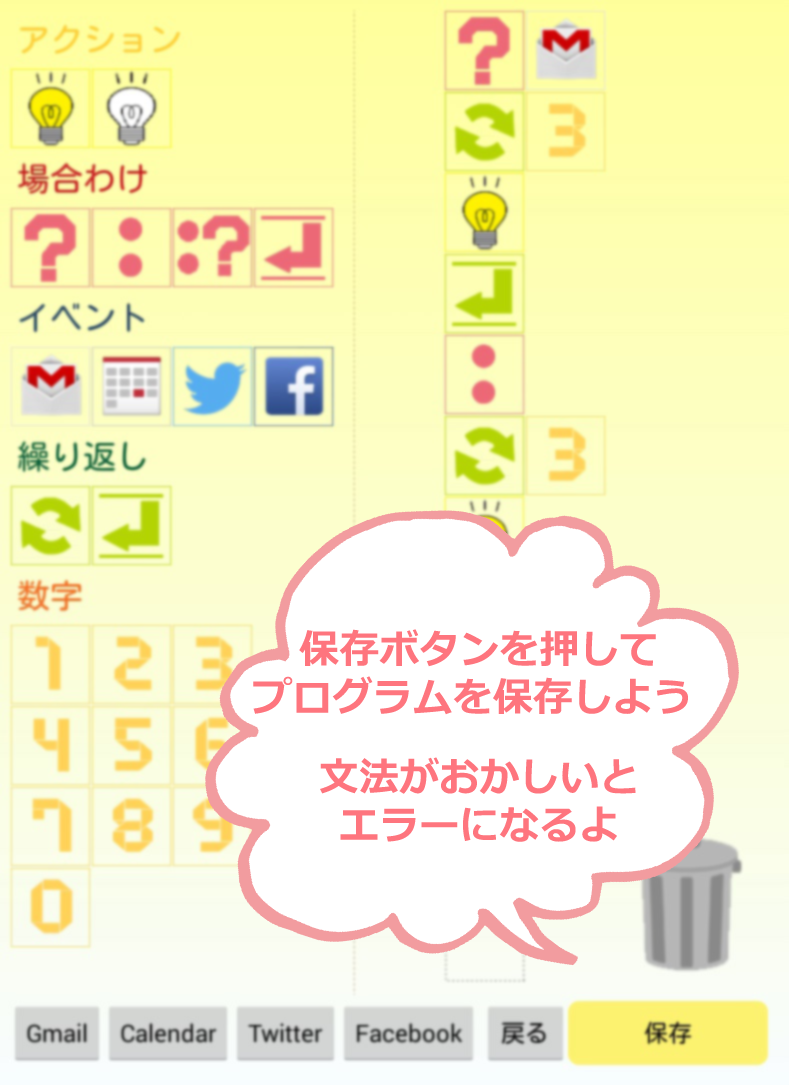 アクション
場合わけ
? : :?
イベント
繰り返し
数字
1 2 3
4 5 6
7 8 9
0
?
3
:
3
保存ボタンを押して
プログラムを保存しよう
文法がおかしいと
エラーになるよ
Gmail Calendar Twitter Facebook 戻る 保存